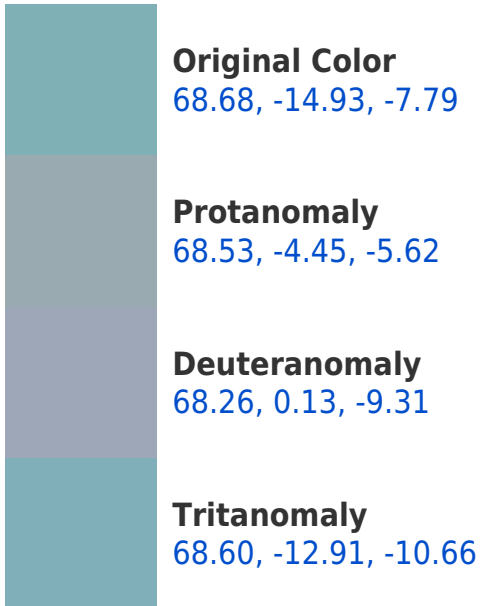 Original Color
68.68, -14.93, -7.79
Protanomaly
68.53, -4.45, -5.62
Deuteranomaly
68.26, 0.13, -9.31
Tritanomaly
68.60, -12.91, -10.66